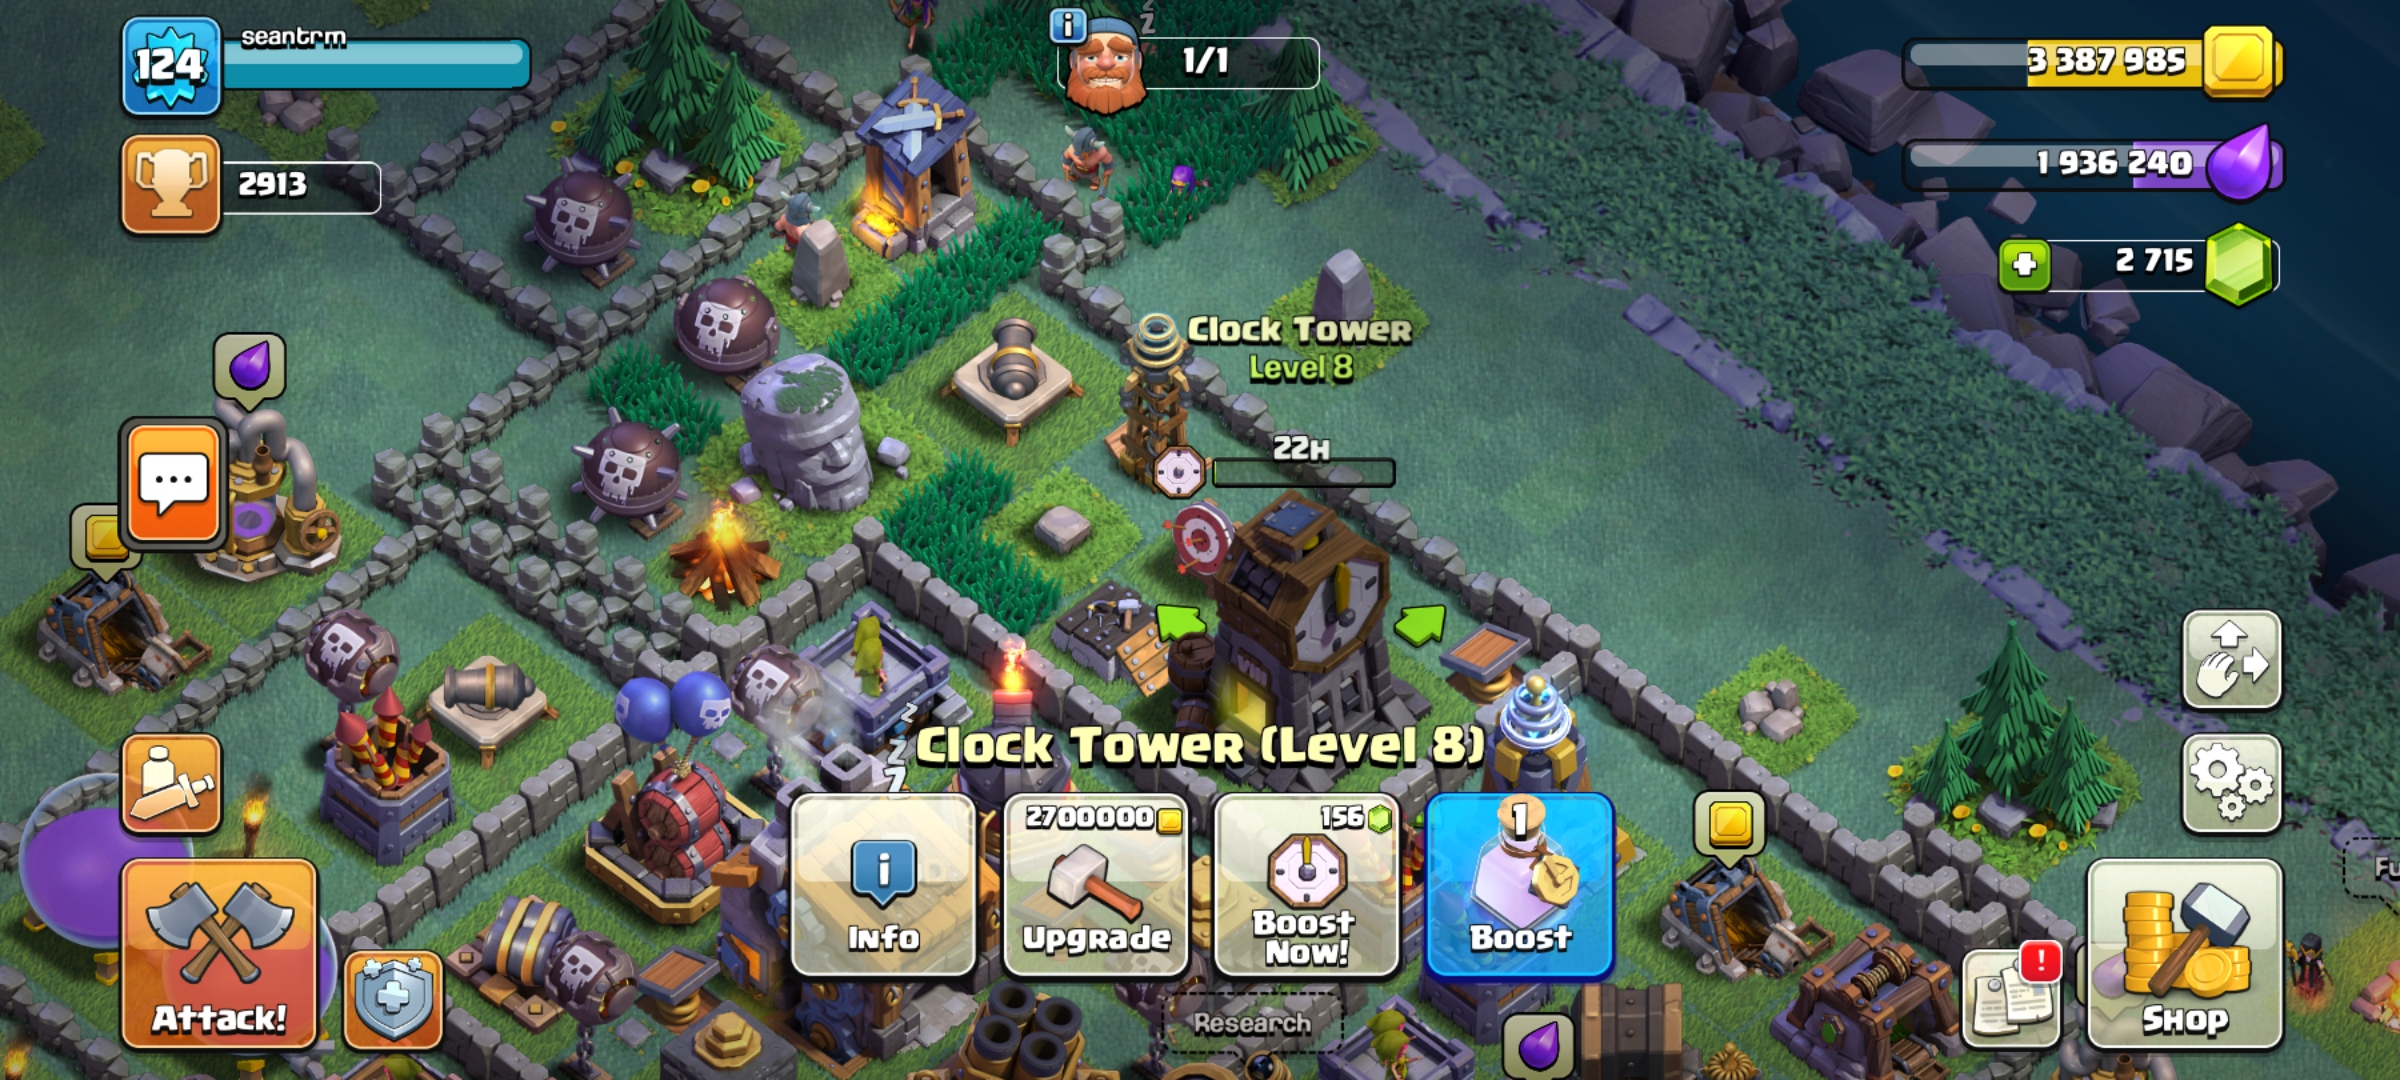 124
seantrm
1/1
3 387 985
2913
1 936 240
2 715
Clock Tower
Level 8
22H
Clock Tower (Level 8)
Info
2700000
Upgrade
156
Boost
Now!
1
Boost
Attack!
Research
!
Shop